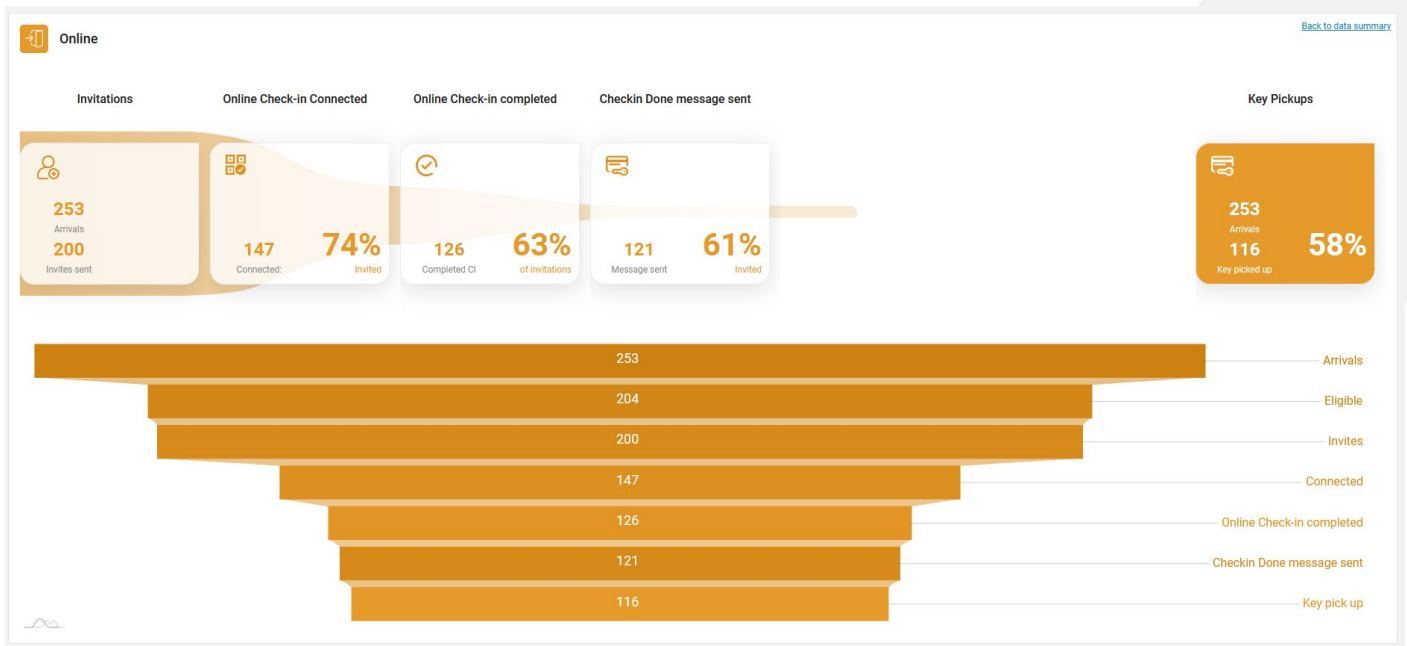 Online
Back to data summary
Invitations
Online Check-in Connected
Online Check-in completed
Checkin Done message sent
Key Pickups
253
Arrivals
200
Invites sent
147
Connected:
74%
Invited
126
Completed CI
63%
of invitations
121
Message sent
61%
Invited
253
Arrivals
116
Key picked up
58%
253
Arrivals
204
Eligible
200
Invites
147
Connected
126
Online Check-in completed
121
Checkin Done message sent
116
Key pick up